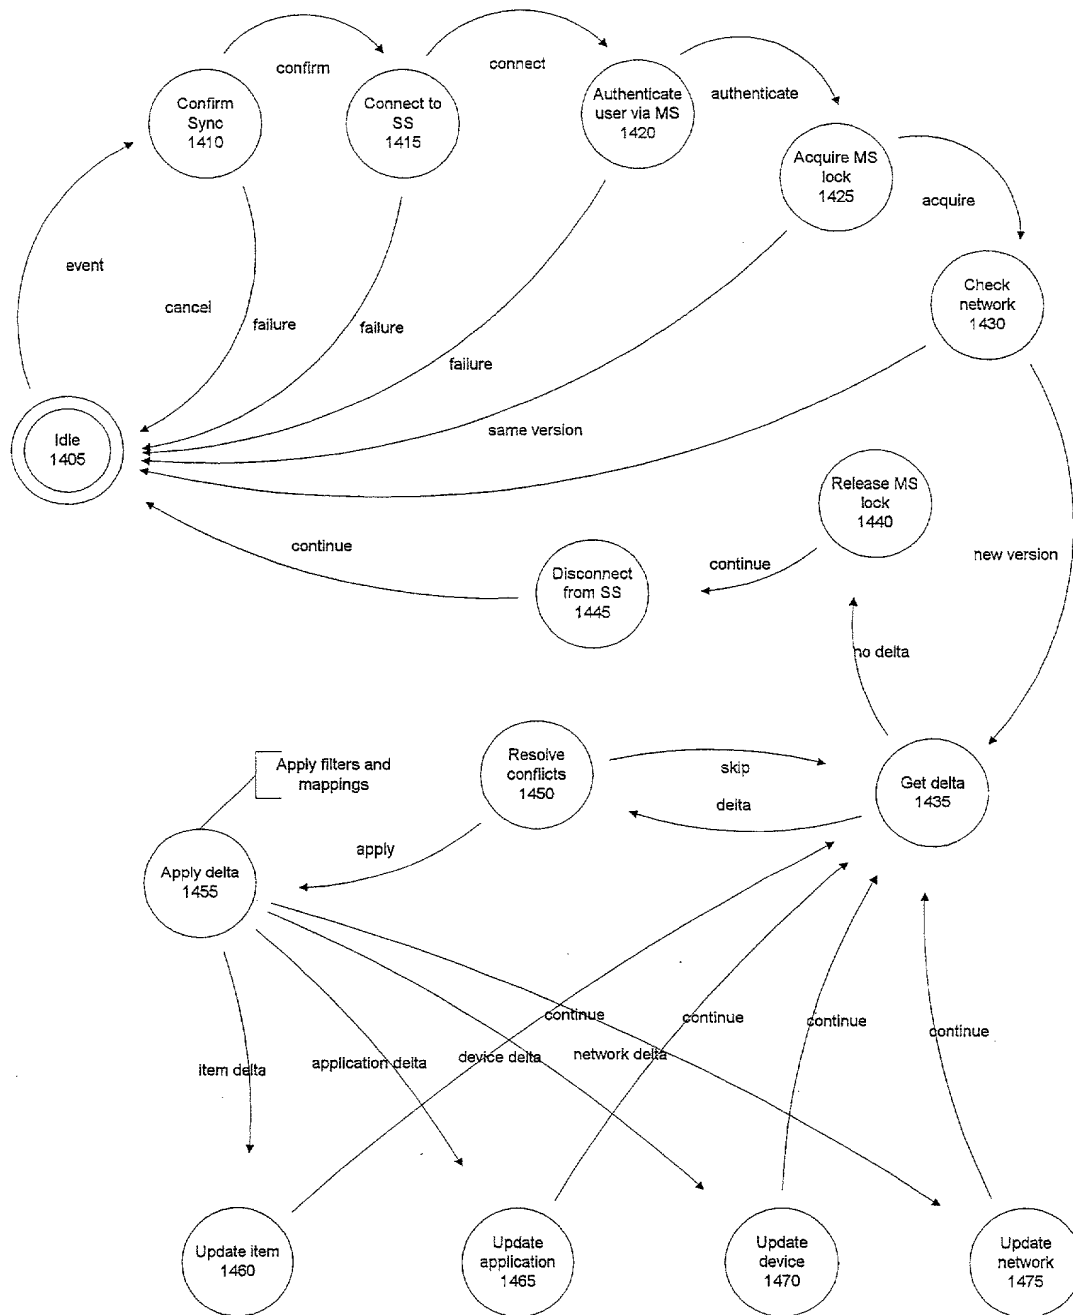 confirm
connect
authenticate
Confirm
Sync
1410
Connect to
SS
1415
Authenticate
user via MS
1420
Acquire MS
lock
1425
acquire
event
cancel
failure
failure
failure
Check
network
1430
same version
Idle
1405
Release MS
lock
1440
new version
continue
continue
Disconnect
from SS
1445
no delta
Apply filters and
mappings
Resolve
conflicts
1450
skip
delta
Get delta
1435
apply
Apply delta
1455
continue
continue
continue
continue
item delta
application delta
device delta
network delta
Update item
1460
Update
application
1465
Update
device
1470
Update
network
1475